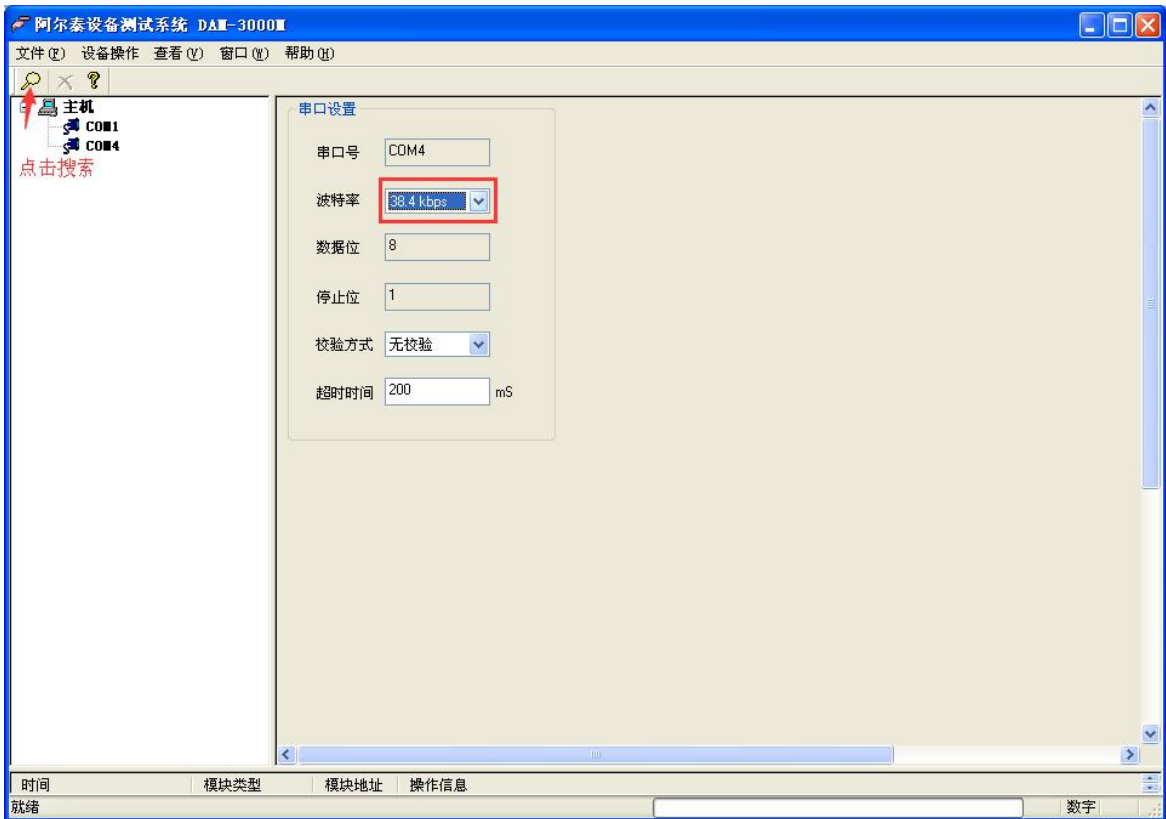 阿尔泰设备测试系统 DAM-3000M
文件(F) 设备操作 查看(V) 窗口(W) 帮助(H)
主机
COM1
COM4
点击搜索
串口设置
串口号 COM4
波特率 38.4 kbps
数据位 8
停止位 1
校验方式 无校验
超时时间 200 mS
时间 模块类型 模块地址 操作信息
就绪 数字